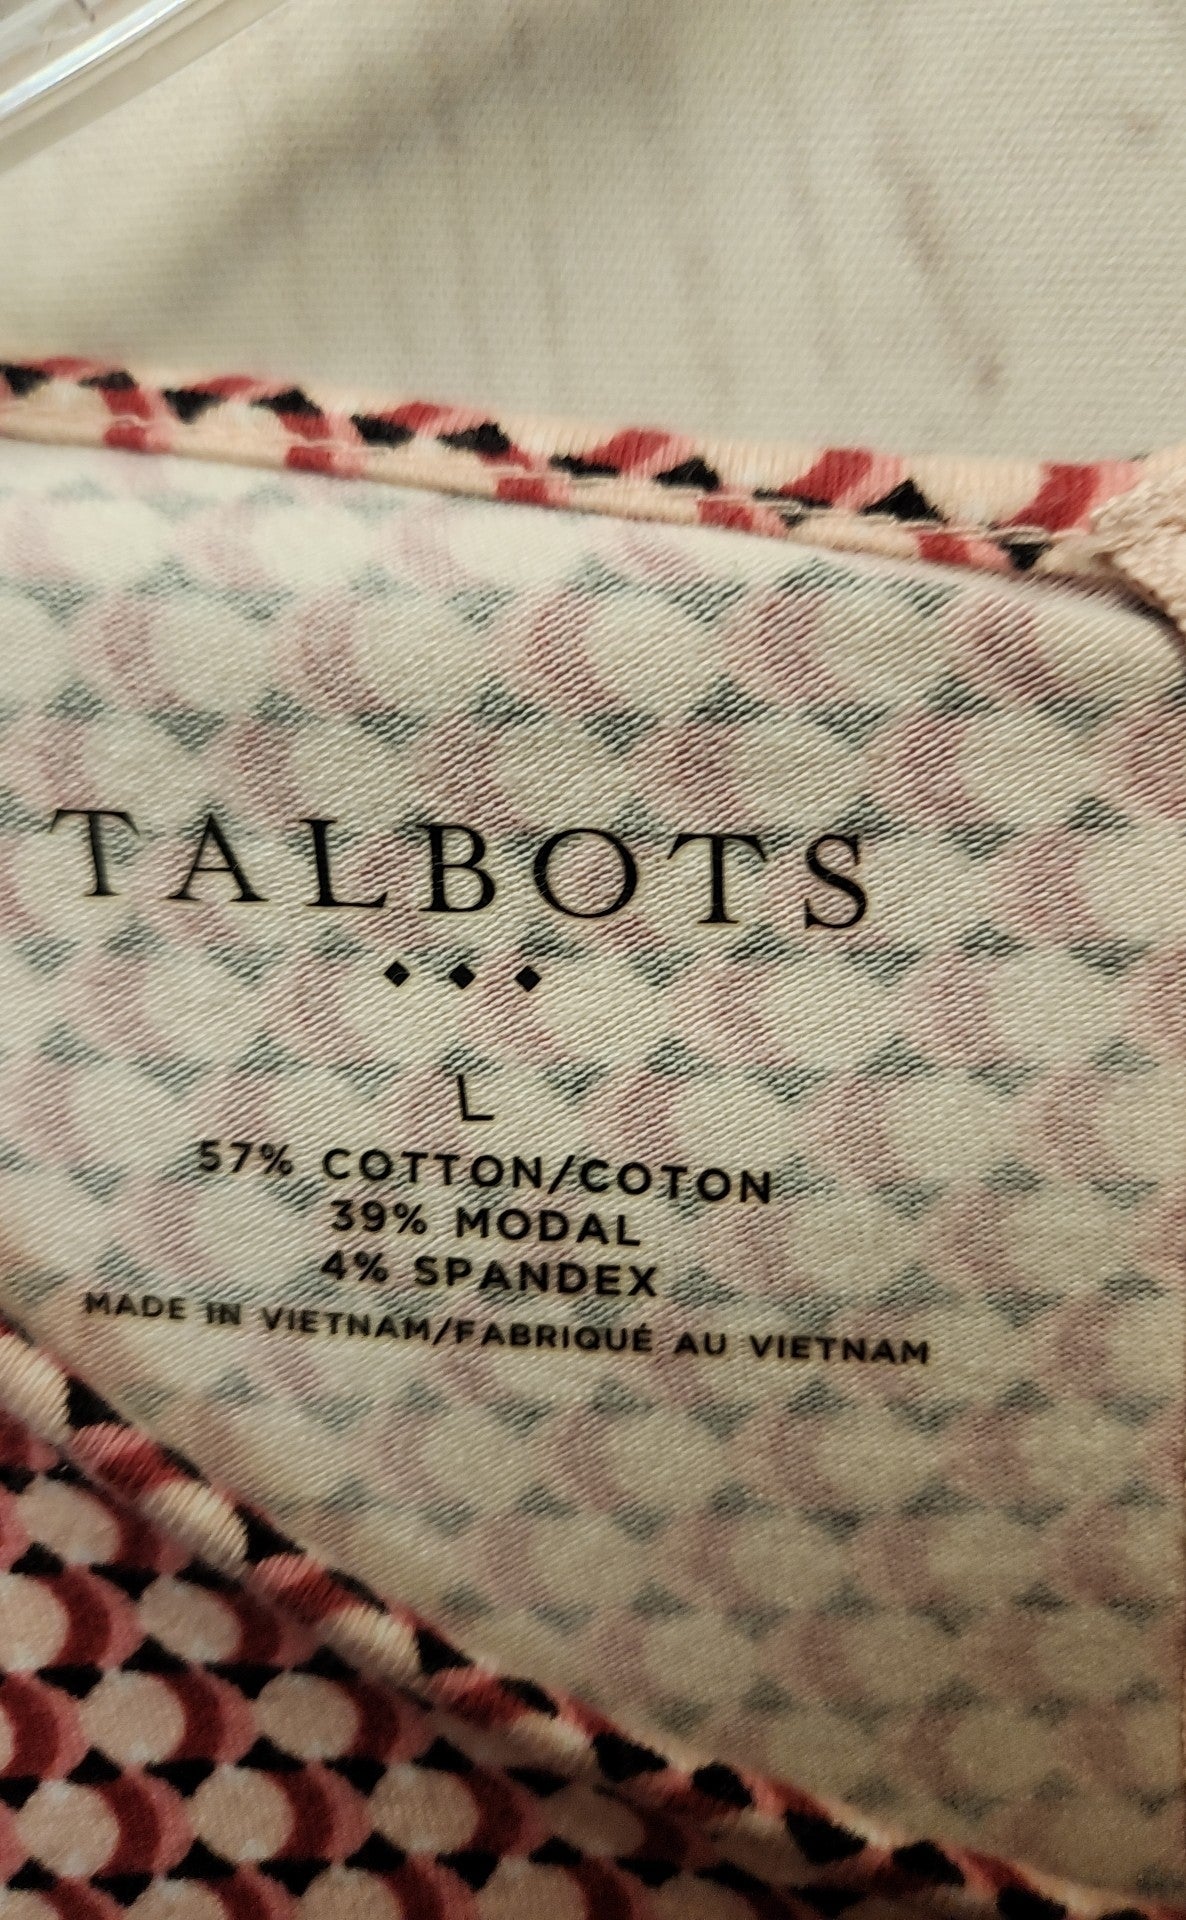 TALBOTS
L
57% COTTON/COTON
39% MODAL
4% SPANDEX
MADE IN VIETNAM/FABRIQUÉ AU VIETNAM